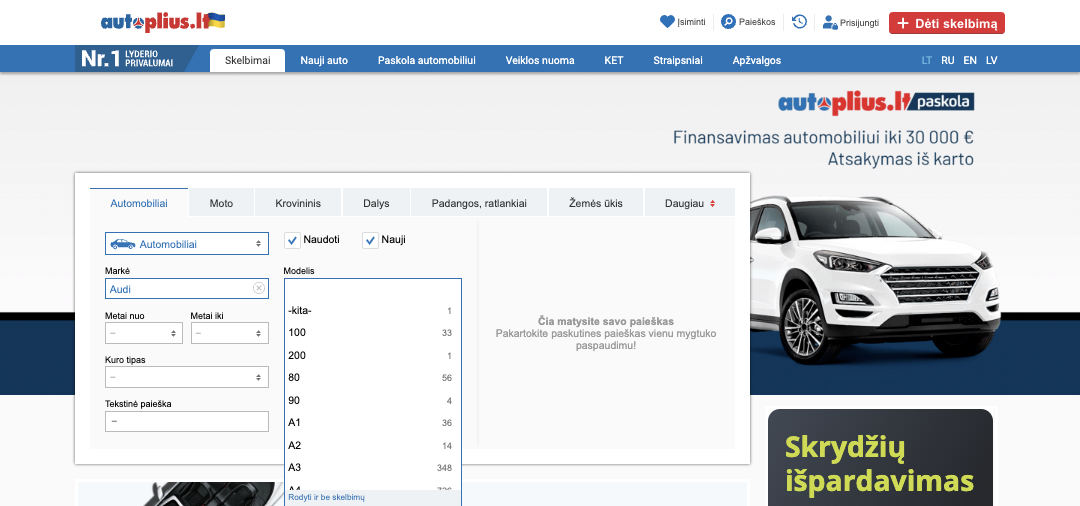 autoplius.lt
Įsiminti
Paieškos
Prisijungti
+ Dėti skelbimą
Nr.1 LYDERIO
PRIVALUMAI
Skelbimai
Nauji auto
Paskola automobiliui
Veiklos nuoma
KET
Straipsniai
Apžvalgos
LT RU EN LV
autoplius.lt paskola
Finansavimas automobiliui iki 30 000 €
Atsakymas iš karto
Automobiliai
Moto
Krovininis
Dalys
Padangos, ratlankiai
Žemės ūkis
Daugiau
Automobiliai
Naudoti
Nauji
Markė
Audi
Metai nuo
Metai iki
–
–
Kuro tipas
–
Tekstinė paieška
–
Modelis
-kita- 1
100 33
200 1
80 56
90 4
A1 36
A2 14
A3 348
Rodyti ir be skelbimų
Čia matysite savo paieškas
Pakartokite paskutines paieškas vienu mygtuko
paspaudimu!
Skrydžių
išpardavimas